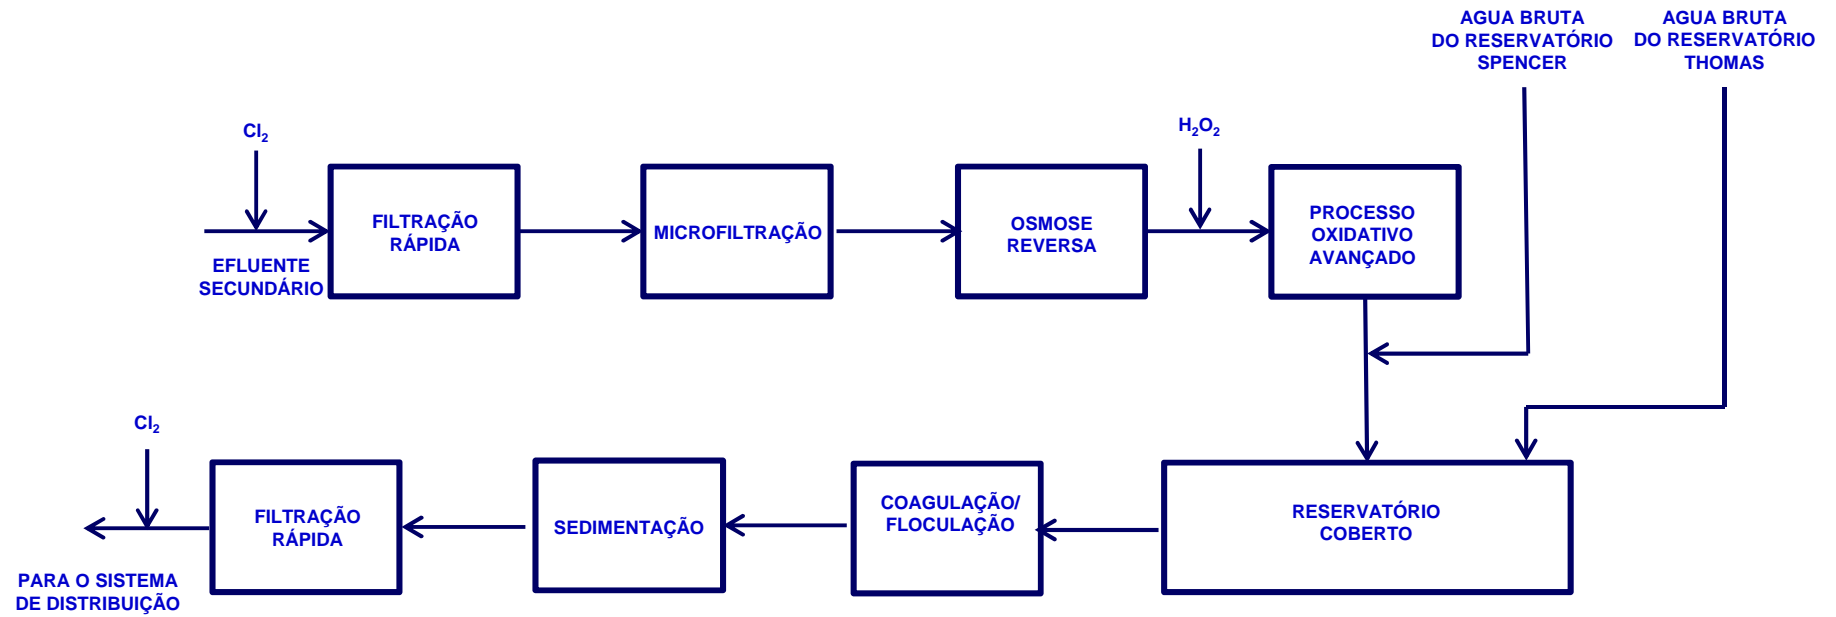 AGUA BRUTA
DO RESERVATÓRIO
SPENCER
AGUA BRUTA
DO RESERVATÓRIO
THOMAS
Cl₂
H₂O₂
EFLUENTE
SECUNDÁRIO
FILTRAÇÃO
RÁPIDA
MICROFILTRAÇÃO
OSMOSE
REVERSA
PROCESSO
OXIDATIVO
AVANÇADO
Cl₂
PARA O SISTEMA
DE DISTRIBUIÇÃO
FILTRAÇÃO
RÁPIDA
SEDIMENTAÇÃO
COAGULAÇÃO/
FLOCULAÇÃO
RESERVATÓRIO
COBERTO